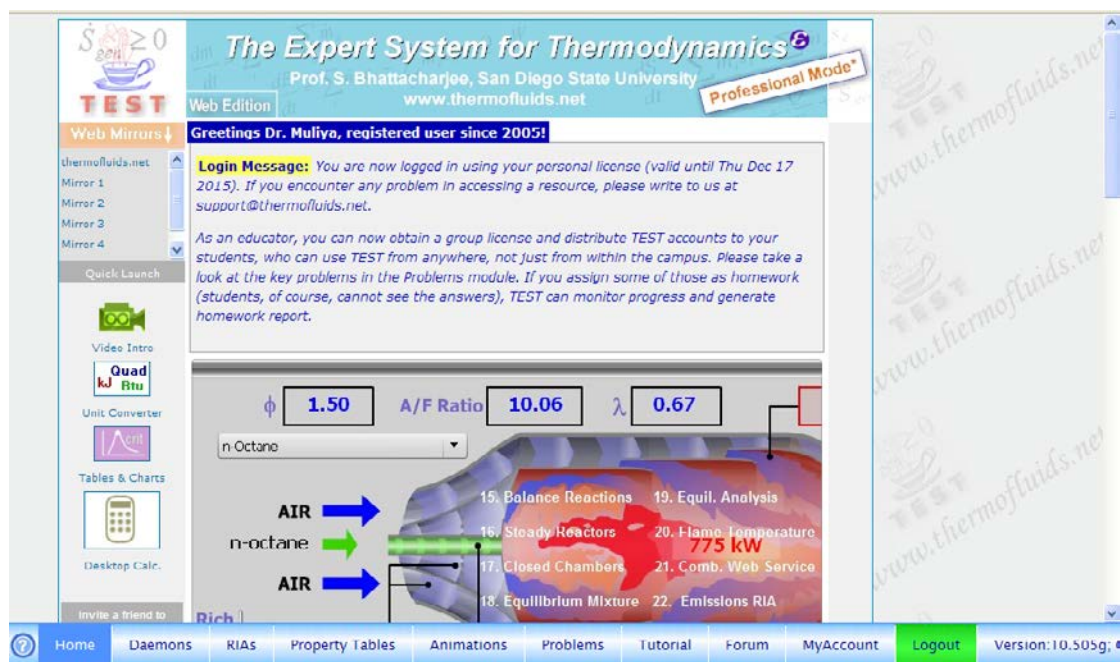 Ṡgen ≥ 0
TEST
The Expert System for Thermodynamics
Prof. S. Bhattacharjee, San Diego State University
www.thermofluids.net
Web Edition
Professional Mode*
Web Mirrors↓
thermofluids.net
Mirror 1
Mirror 2
Mirror 3
Mirror 4
Quick Launch
Video Intro
Quad
kJ Btu
Unit Converter
crit
Tables & Charts
Desktop Calc.
Invite a friend to
Greetings Dr. Muliya, registered user since 2005!
Login Message: You are now logged in using your personal license (valid until Thu Dec 17
2015). If you encounter any problem in accessing a resource, please write to us at
support@thermofluids.net.
As an educator, you can now obtain a group license and distribute TEST accounts to your
students, who can use TEST from anywhere, not just from within the campus. Please take a
look at the key problems in the Problems module. If you assign some of those as homework
(students, of course, cannot see the answers), TEST can monitor progress and generate
homework report.
ϕ 1.50 A/F Ratio 10.06 λ 0.67
n-Octane
AIR
n-octane
AIR
Rich
15. Balance Reactions
16. Steady Reactors
17. Closed Chambers
18. Equilibrium Mixture
19. Equil. Analysis
20. Flame Temperature
775 kW
21. Comb. Web Service
22. Emissions RIA
TEST
www.thermofluids.net
TEST
www.thermofluids.net
TEST
www.thermofluids.net
? Home Daemons RIAs Property Tables Animations Problems Tutorial Forum MyAccount Logout Version:10.505g;